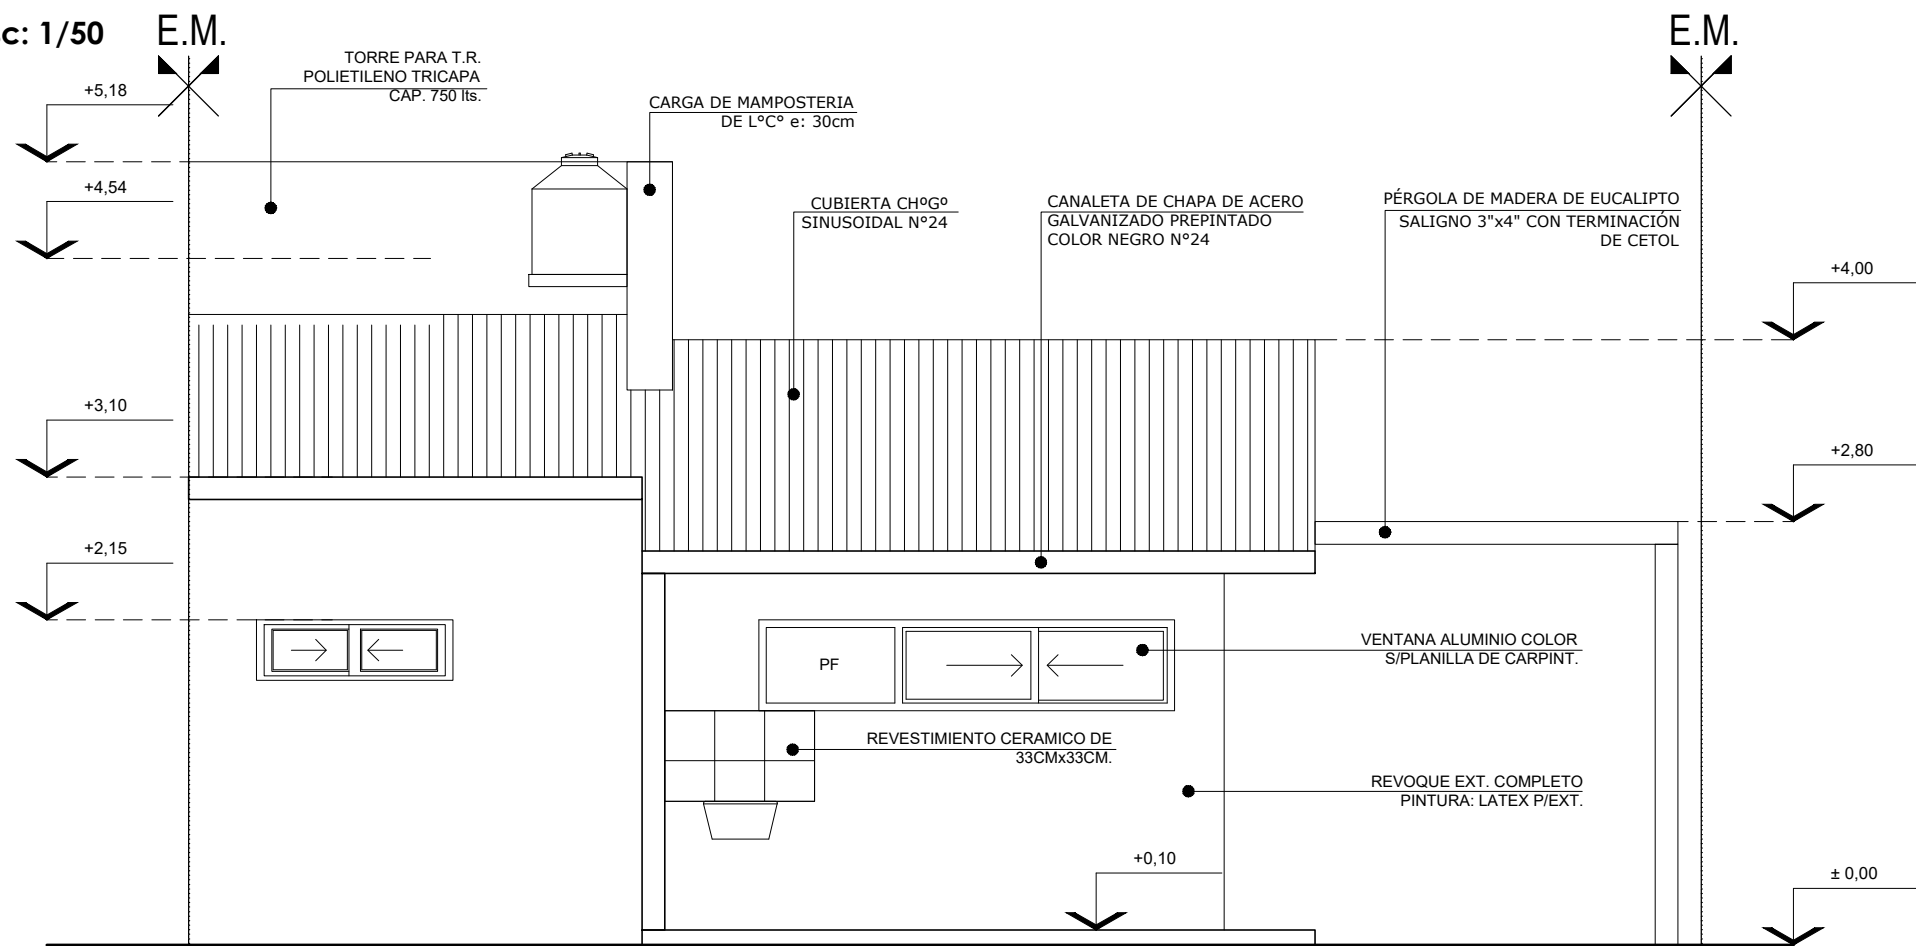 c: 1/50
E.M.
E.M.
TORRE PARA T.R.
POLIETILENO TRICAPA
CAP. 750 lts.
+5,18
CARGA DE MAMPOSTERIA
DE L°C° e: 30cm
+4,54
CUBIERTA CHºGº
SINUSOIDAL N°24
CANALETA DE CHAPA DE ACERO
GALVANIZADO PREPINTADO
COLOR NEGRO N°24
PÉRGOLA DE MADERA DE EUCALIPTO
SALIGNO 3"x4" CON TERMINACIÓN
DE CETOL
+4,00
+3,10
+2,80
+2,15
PF
VENTANA ALUMINIO COLOR
S/PLANILLA DE CARPINT.
REVESTIMIENTO CERAMICO DE
33CMx33CM.
REVOQUE EXT. COMPLETO
PINTURA: LATEX P/EXT.
+0,10
± 0,00